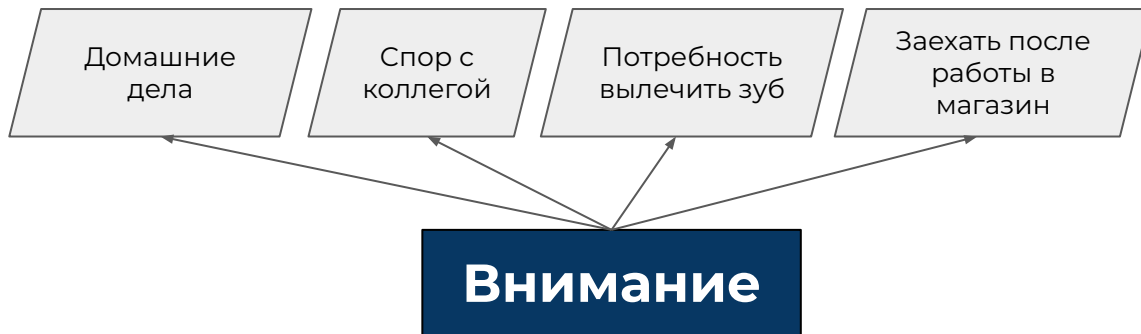 Домашние
дела
Спор с
коллегой
Потребность
вылечить зуб
Заехать после
работы в
магазин
Внимание